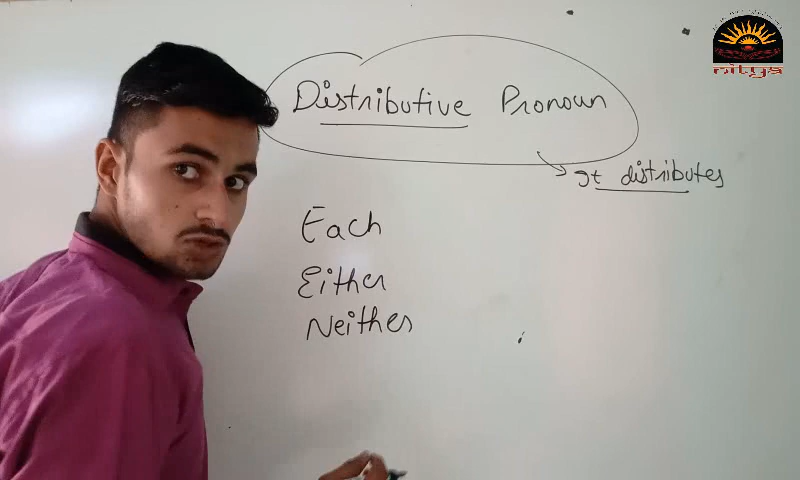 Distributive Pronoun
It distributes
Each
Either
Neither
nitya